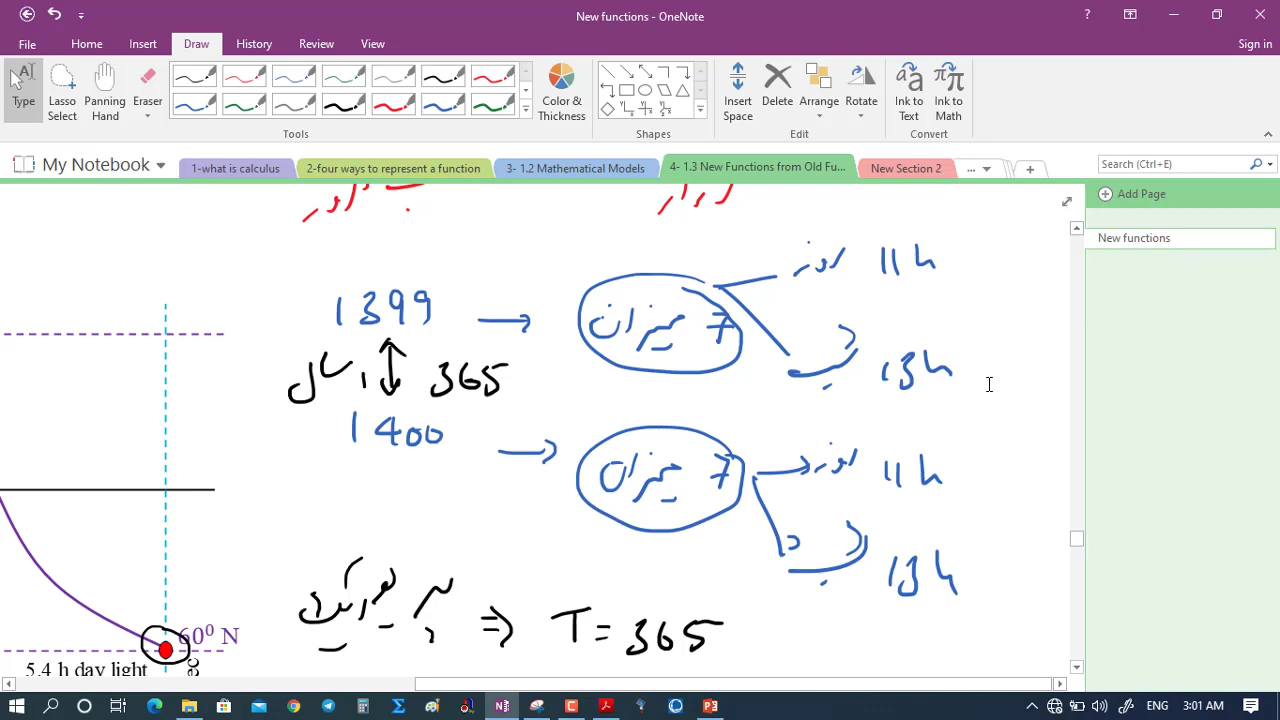 New functions - OneNote
? Sign in
File Home Insert Draw History Review View
Type Lasso Select Panning Hand Eraser
Color & Thickness
Insert Space Delete Arrange Rotate
Ink to Text Ink to Math
Tools Shapes Edit Convert
My Notebook 1-what is calculus 2-four ways to represent a function 3- 1.2 Mathematical Models 4- 1.3 New Functions from Old Fu... New Section 2 ...
Search (Ctrl+E)
Add Page
New functions
1399 → 7 میزان
روز 11 h
شب 13 h
1 سال 365
1400 → 7 میزان
روز 11 h
شب 13 h
⇒ T = 365
60⁰ N
5.4 h day light
ENG 3:01 AM